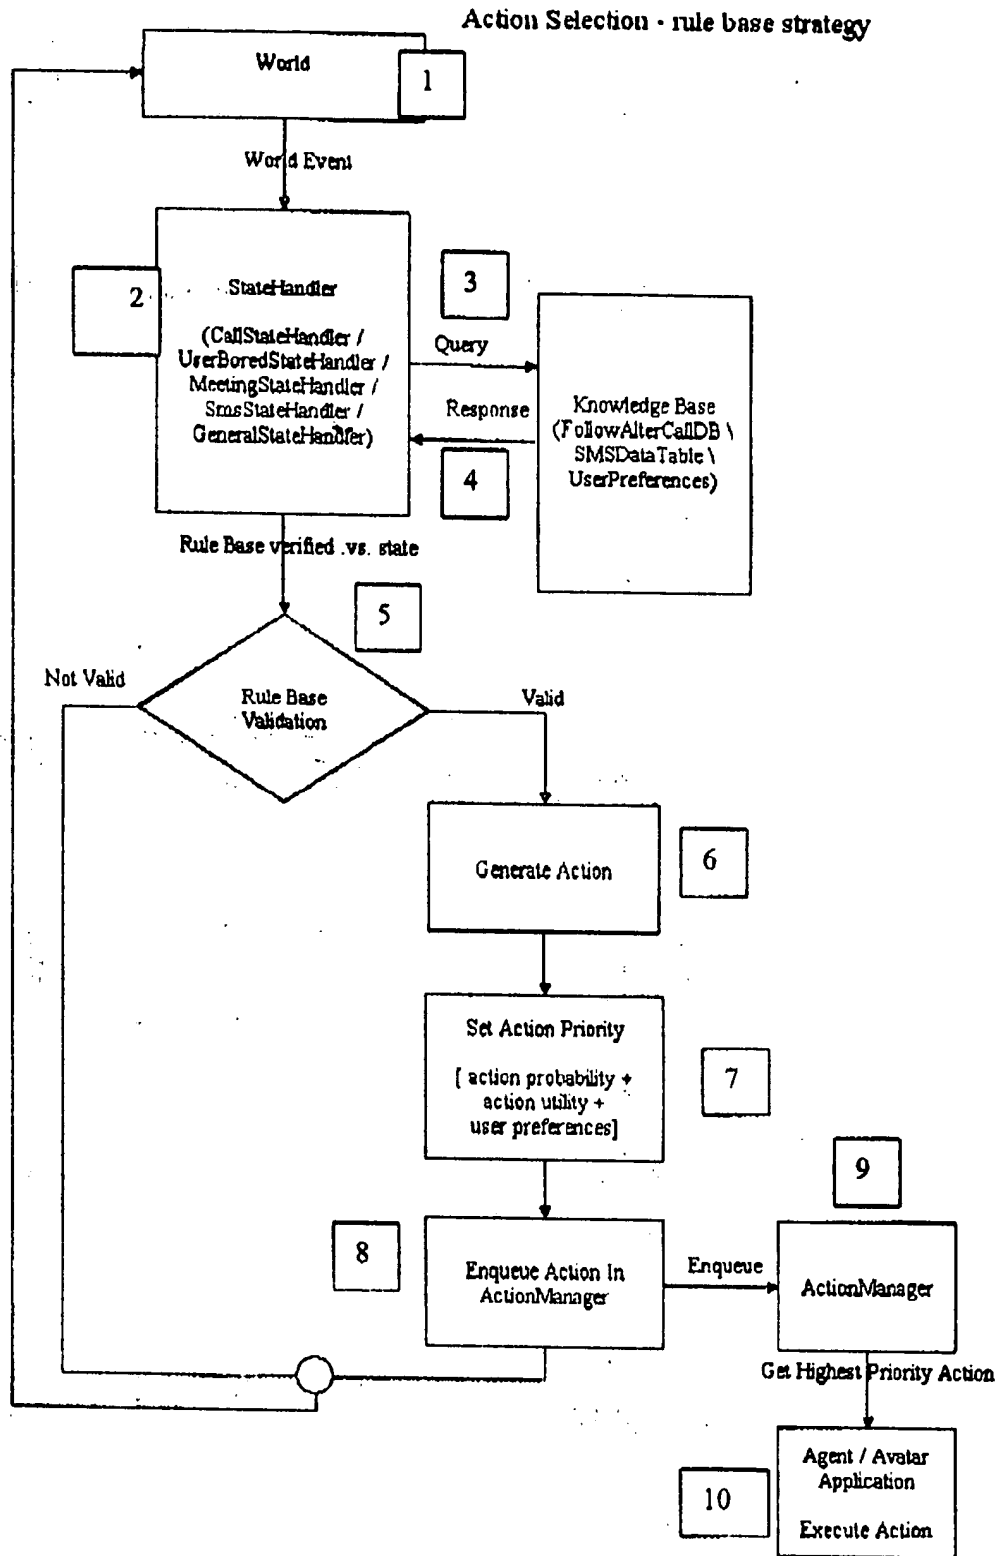 Action Selection - rule base strategy
World
1
World Event
2
StateHandler
(CallStateHandler /
UserBoredStateHandler /
MeetingStateHandler /
SmsStateHandler /
GeneralStateHandler)
3
Query
Response
4
Knowledge Base
(FollowAlterCallDB \
SMSDataTable \
UserPreferences)
Rule Base verified .vs. state
5
Not Valid
Rule Base
Validation
Valid
Generate Action
6
Set Action Priority
[ action probability +
action utility +
user preferences]
7
8
Enqueue Action In
ActionManager
Enqueue
9
ActionManager
Get Highest Priority Action
10
Agent / Avatar
Application
Execute Action